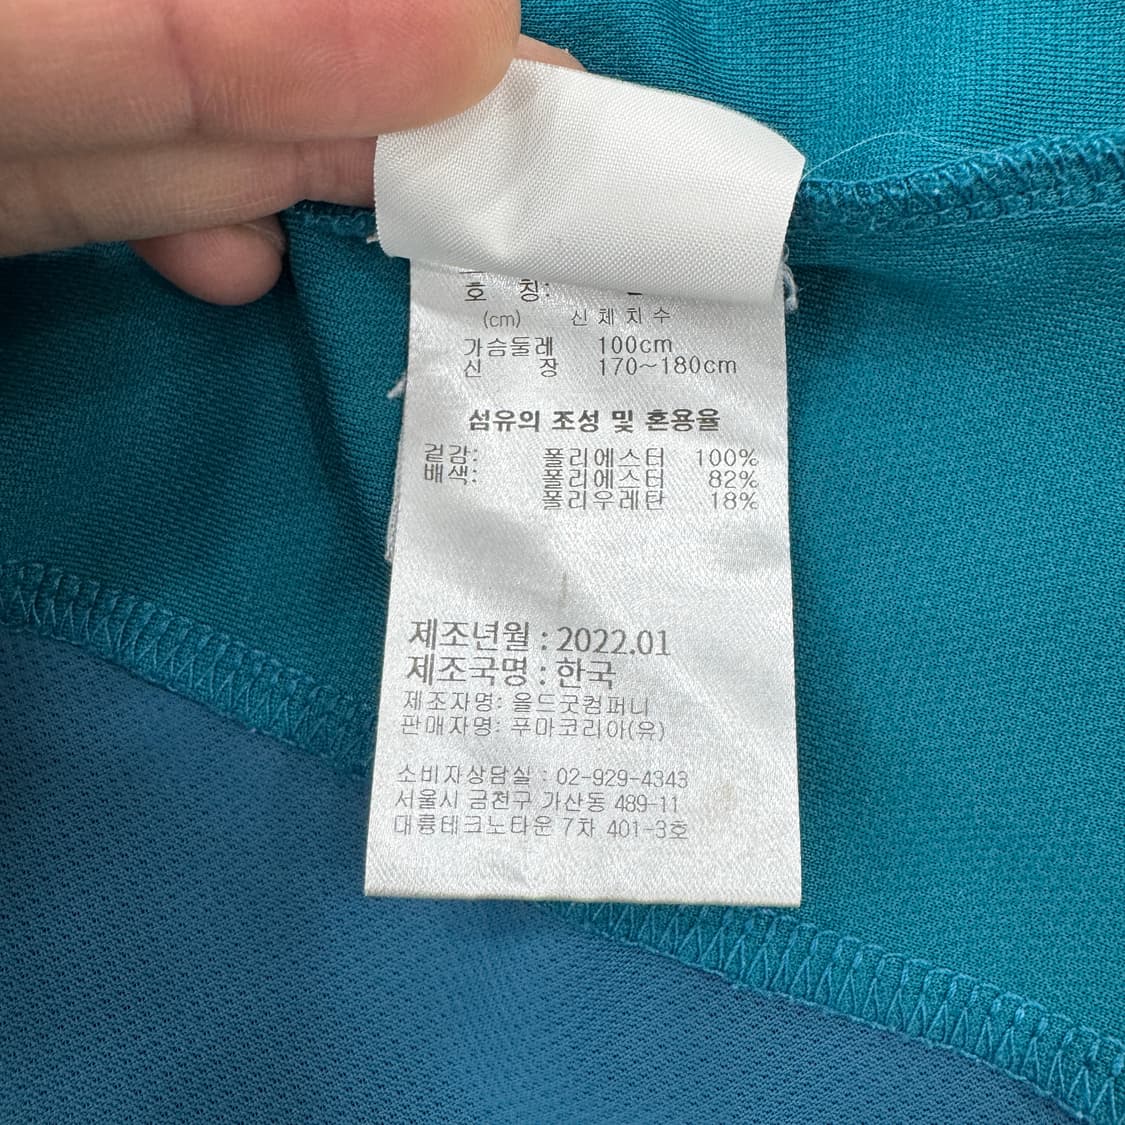 호 칭:
(cm) 신체치수
가슴둘레 100cm
신 장 170~180cm
섬유의 조성 및 혼용율
겉감: 폴리에스터 100%
배색: 폴리에스터 82%
폴리우레탄 18%
제조년월 : 2022.01
제조국명 : 한국
제조자명: 올드굿컴퍼니
판매자명: 푸마코리아(유)
소비자상담실 : 02-929-4343
서울시 금천구 가산동 489-11
대륭테크노타운 7차 401-3호